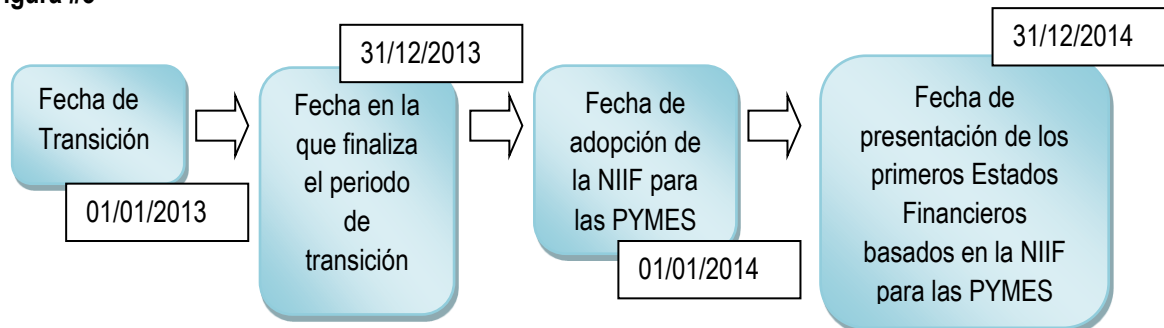 Fecha de
Transición
01/01/2013
31/12/2013
Fecha en la
que finaliza
el periodo
de
transición
Fecha de
adopción de
la NIIF para
las PYMES
01/01/2014
31/12/2014
Fecha de
presentación de los
primeros Estados
Financieros
basados en la NIIF
para las PYMES